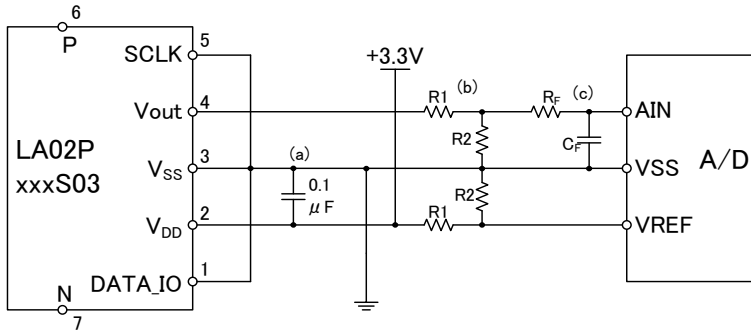 6
P
SCLK 5
+3.3V
Vout 4
R1
(b)
RF
(c)
AIN
LA02P
xxxS03
R2
CF
A/D
VSS 3
(a)
VSS
0.1
μF
R2
VDD 2
R1
VREF
DATA_IO 1
N
7